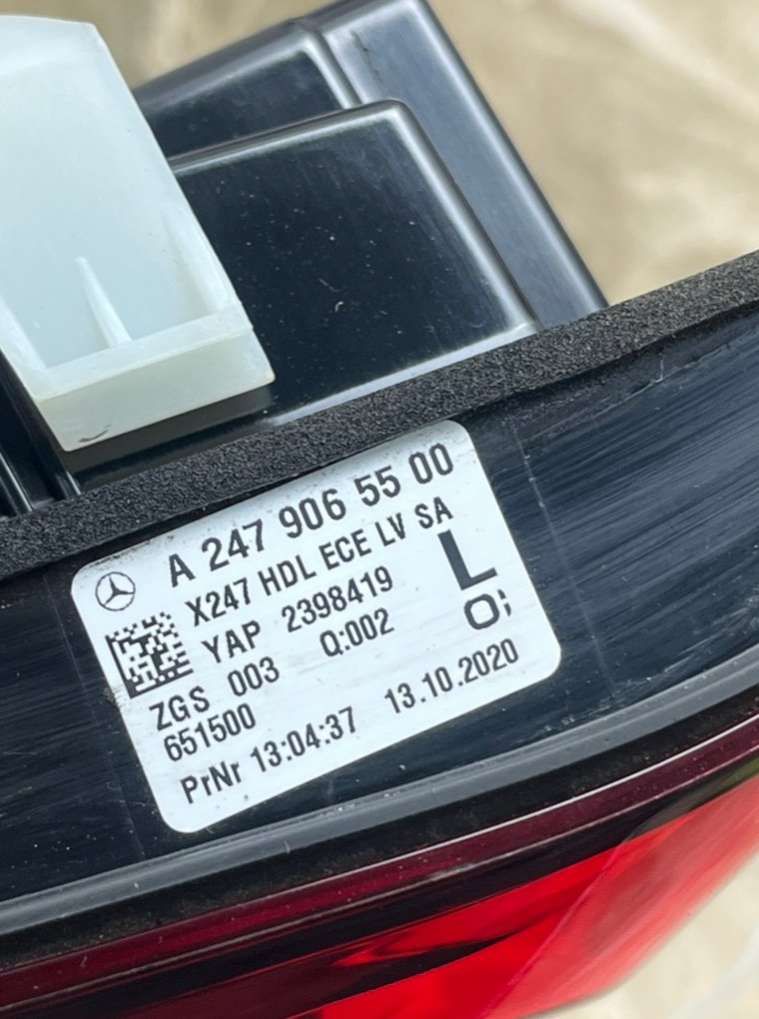 A 247 906 55 00
X247 HDL ECE LV SA
YAP 2398419
L
ZGS 003 Q:002
O;
651500
PrNr 13:04:37 13.10.2020